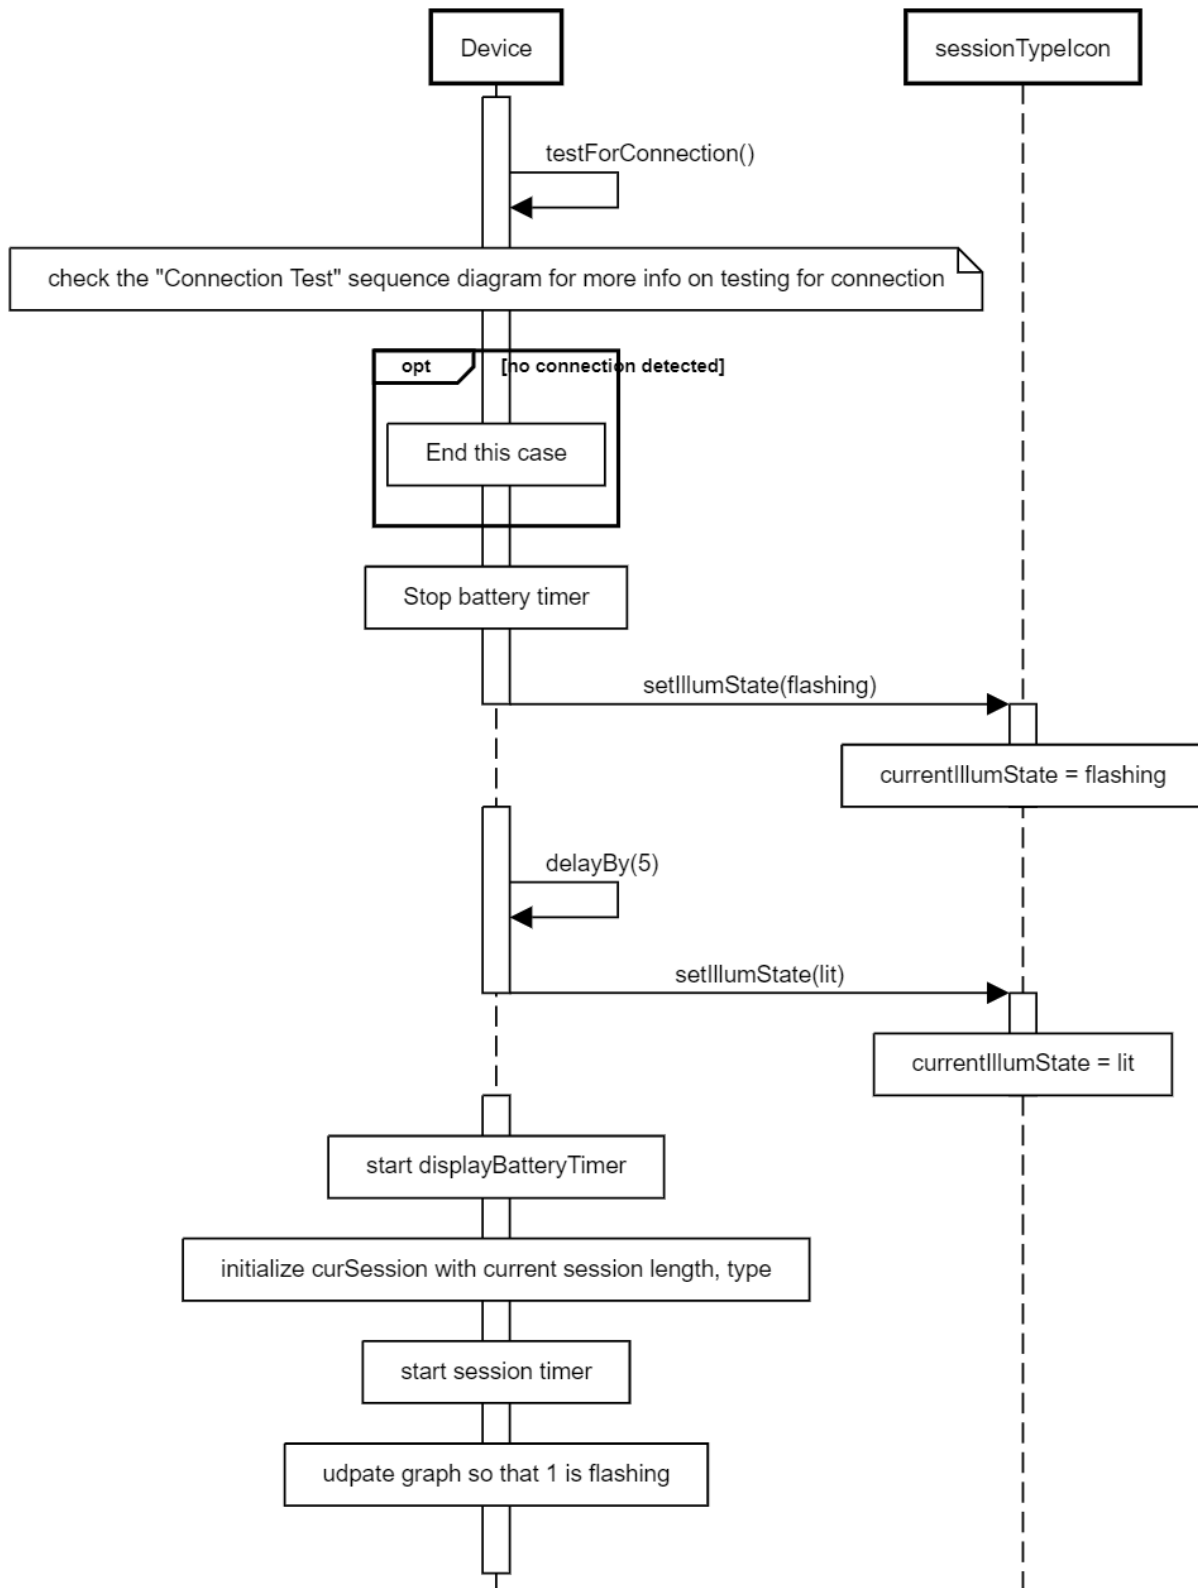 Device
sessionTypeIcon
testForConnection()
check the "Connection Test" sequence diagram for more info on testing for connection
opt
[no connection detected]
End this case
Stop battery timer
setIllumState(flashing)
currentIllumState = flashing
delayBy(5)
setIllumState(lit)
currentIllumState = lit
start displayBatteryTimer
initialize curSession with current session length, type
start session timer
udpate graph so that 1 is flashing